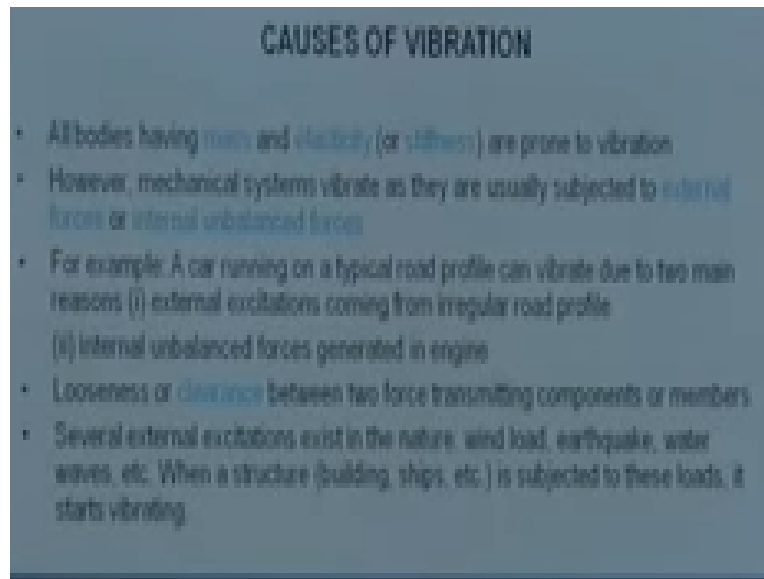 CAUSES OF VIBRATION
• All bodies having mass and elasticity (or stiffness) are prone to vibration
• However, mechanical systems vibrate as they are usually subjected to external
forces or internal unbalanced forces
• For example: A car running on a typical road profile can vibrate due to two main
reasons (i) external excitations coming from irregular road profile
(ii) internal unbalanced forces generated in engine
• Looseness or clearance between two force transmitting components or members
• Several external excitations exist in the nature: wind load, earthquake, water
waves, etc. When a structure (building, ships, etc.) is subjected to these loads, it
starts vibrating.